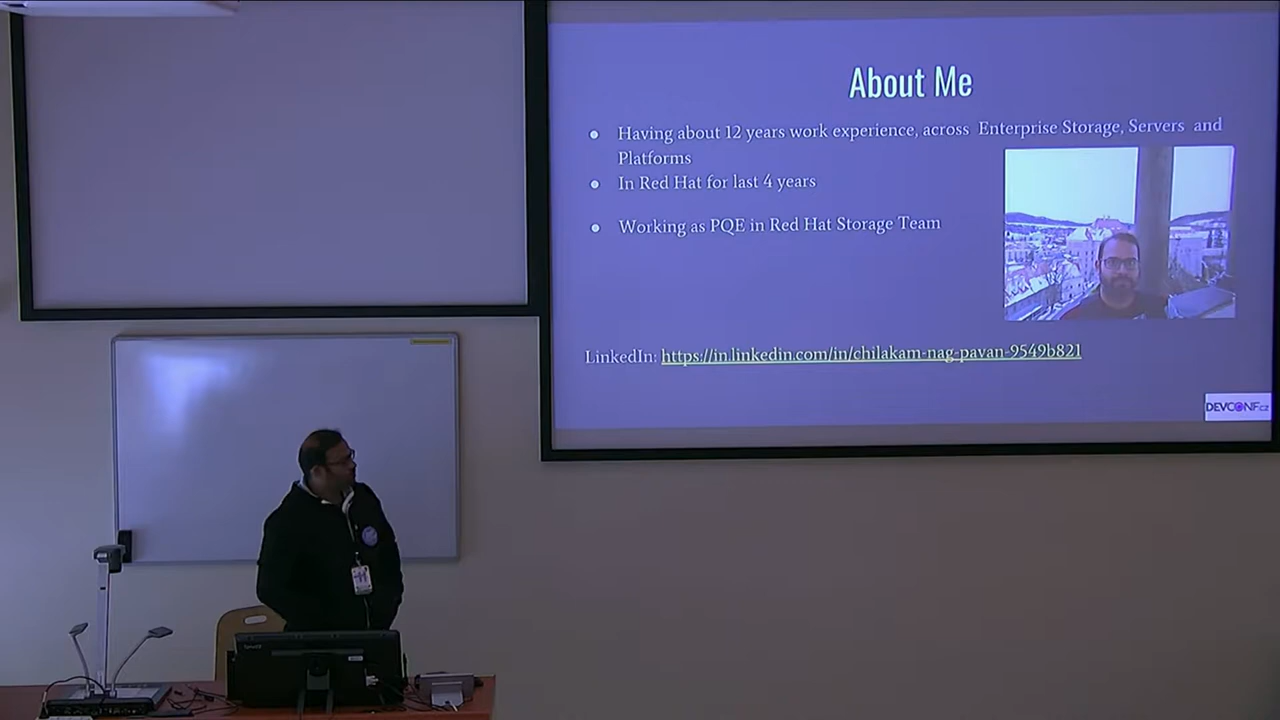 About Me
Having about 12 years work experience, across Enterprise Storage, Servers and
Platforms
In Red Hat for last 4 years
Working as PQE in Red Hat Storage Team
LinkedIn: https://in.linkedin.com/in/chilakam-nag-pavan-9549b821
DEVCONF.cz